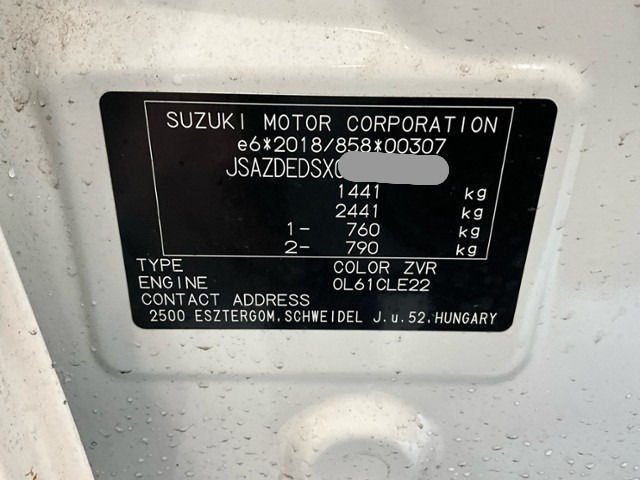 SUZUKI MOTOR CORPORATION
e6*2018/858*00307
JSAZDEDSX
1441 kg
2441 kg
1- 760 kg
2- 790 kg
TYPE COLOR ZVR
ENGINE 0L61CLE22
CONTACT ADDRESS
2500 ESZTERGOM.SCHWEIDEL J.u.52.HUNGARY